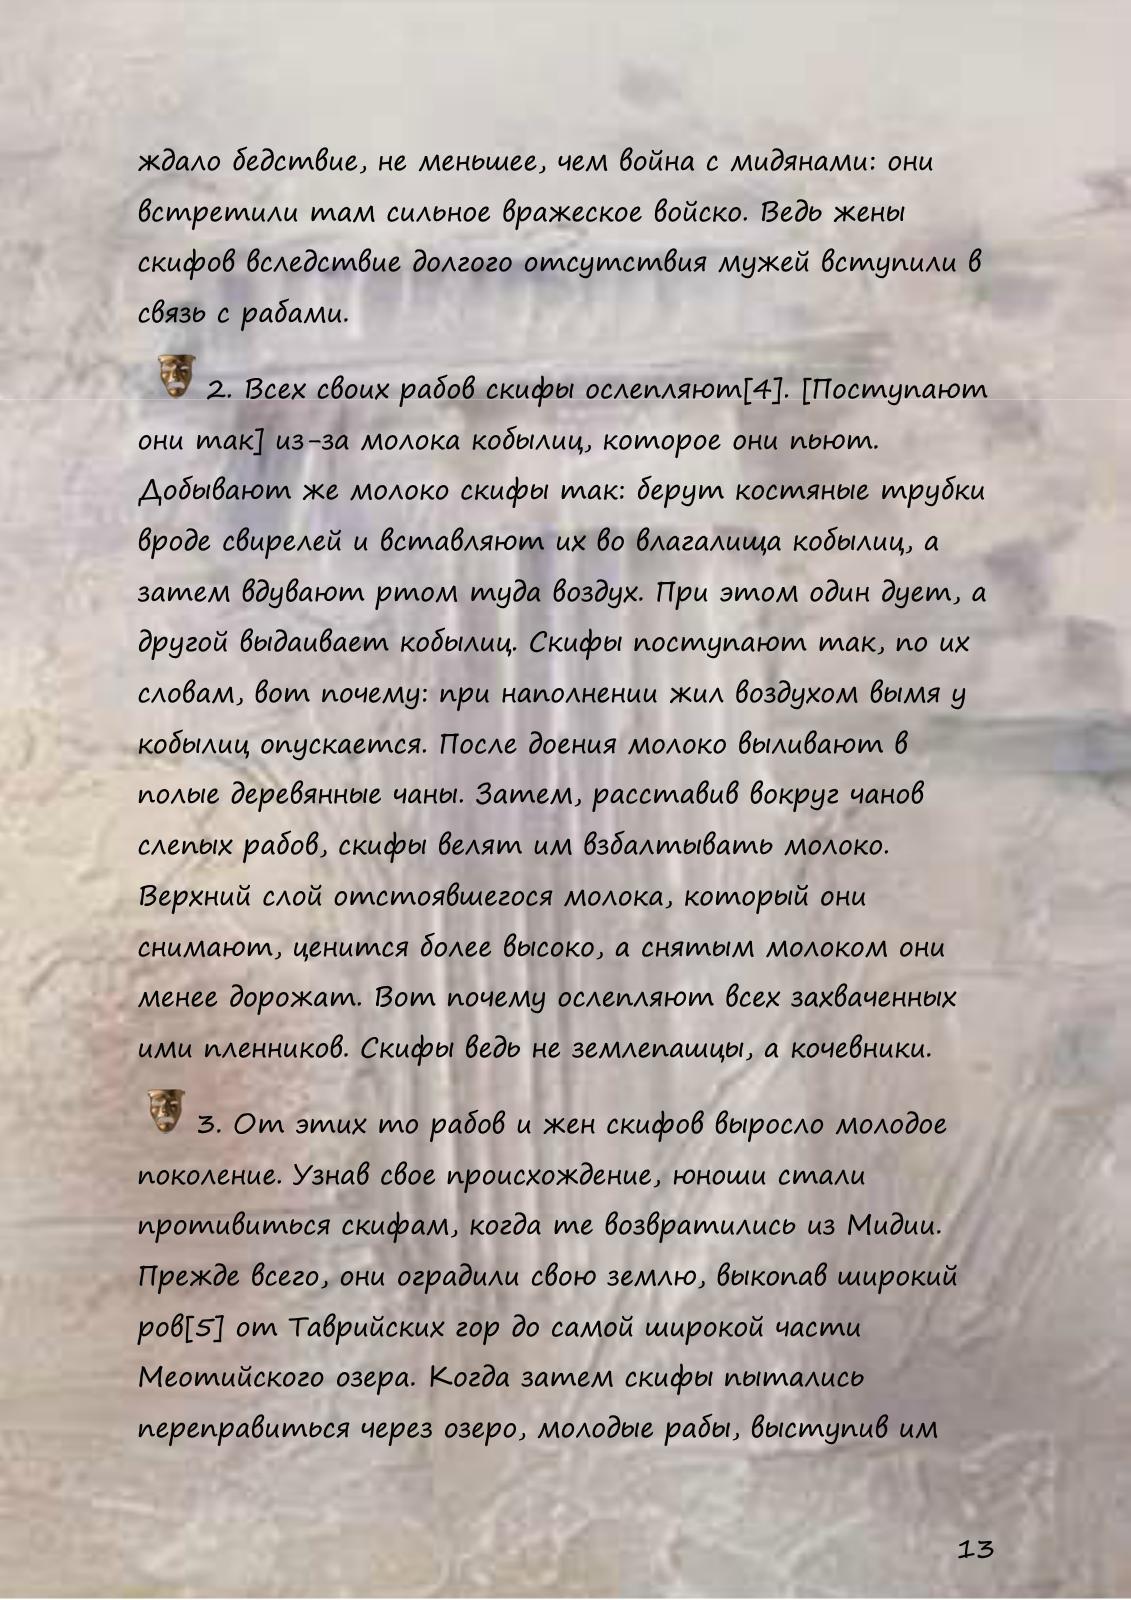 ждало бедствие, не меньшее, чем война с мидянами: они
встретили там сильное вражеское войско. Ведь жены
скифов вследствие долгого отсутствия мужей вступили в
связь с рабами.
2. Всех своих рабов скифы ослепляют[4]. [Поступают
они так] из-за молока кобылиц, которое они пьют.
Добывают же молоко скифы так: берут костяные трубки
вроде свирелей и вставляют их во влагалища кобылиц, а
затем вдувают ртом туда воздух. При этом один дует, а
другой выдаивает кобылиц. Скифы поступают так, по их
словам, вот почему: при наполнении жил воздухом вымя у
кобылиц опускается. После доения молоко выливают в
полые деревянные чаны. Затем, расставив вокруг чанов
слепых рабов, скифы велят им взбалтывать молоко.
Верхний слой отстоявшегося молока, который они
снимают, ценится более высоко, а снятым молоком они
менее дорожат. Вот почему ослепляют всех захваченных
ими пленников. Скифы ведь не землепашцы, а кочевники.
3. От этих то рабов и жен скифов выросло молодое
поколение. Узнав свое происхождение, юноши стали
противиться скифам, когда те возвратились из Мидии.
Прежде всего, они оградили свою землю, выкопав широкий
ров[5] от Таврийских гор до самой широкой части
Меотийского озера. Когда затем скифы пытались
переправиться через озеро, молодые рабы, выступив им
13